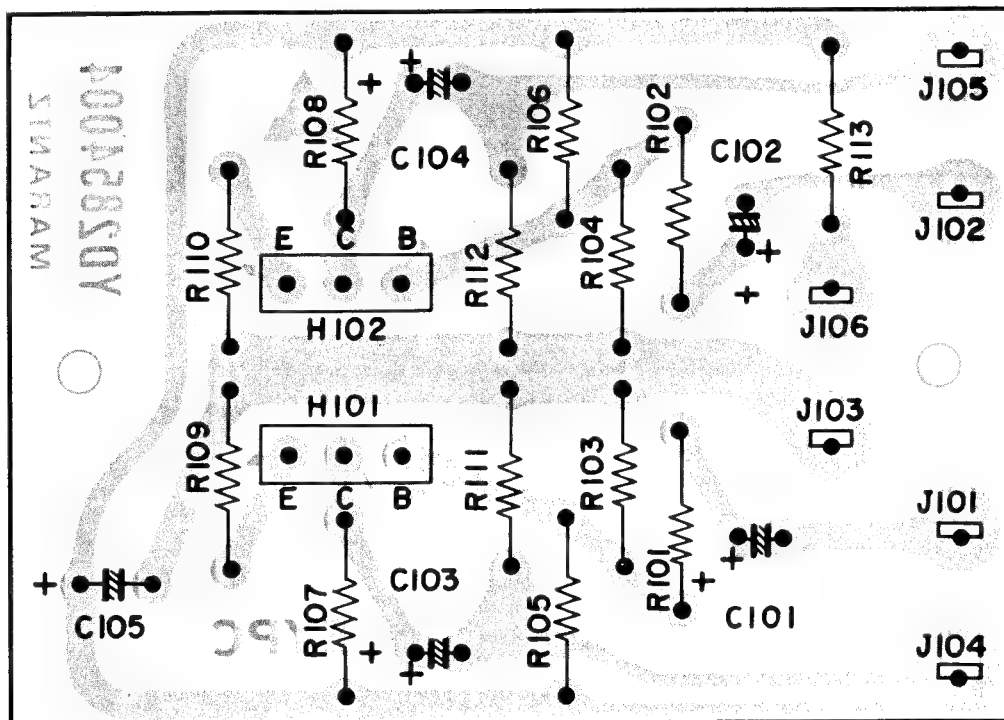 J105
R108
+
+
R106
R102
C104
C102
R113
MARANTZ
J102
R110
E C B
R112
R104
+
+
H102
J106
H101
J103
R109
E C B
R111
R103
J101
+
C103
R101
+
+
C105
R107
R105
C101
+
+
J104